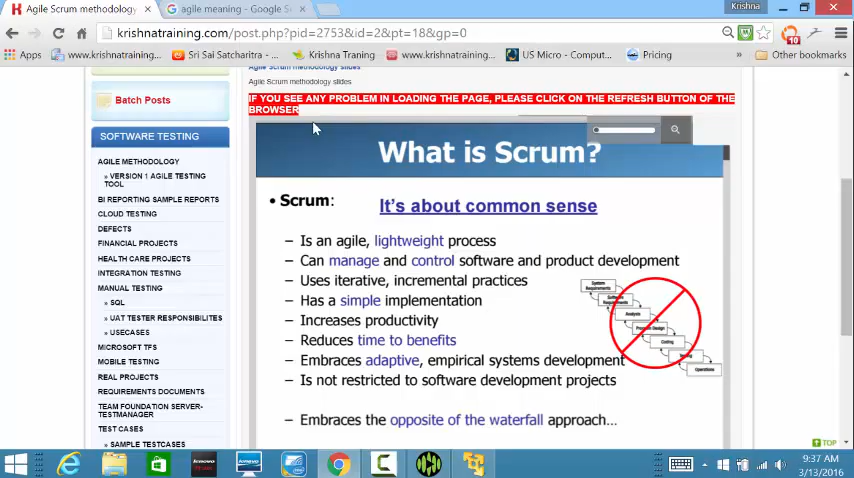 Agile Scrum methodology
agile meaning - Google S
Krishna
krishnatraining.com/post.php?pid=2753&id=2&pt=18&gp=0
10
Apps
www.krishnatraining...
Sri Sai Satcharitra - ...
Krishna Traning
www.krishnatraining...
US Micro - Comput...
Pricing
Other bookmarks
Agile Scrum methodology slides
Agile Scrum methodology slides
IF YOU SEE ANY PROBLEM IN LOADING THE PAGE, PLEASE CLICK ON THE REFRESH BUTTON OF THE
BROWSER
Batch Posts
SOFTWARE TESTING
AGILE METHODOLOGY
» VERSION 1 AGILE TESTING
TOOL
BI REPORTING SAMPLE REPORTS
CLOUD TESTING
DEFECTS
FINANCIAL PROJECTS
HEALTH CARE PROJECTS
INTEGRATION TESTING
MANUAL TESTING
» SQL
» UAT TESTER RESPONSIBILITES
» USECASES
MICROSOFT TFS
MOBILE TESTING
REAL PROJECTS
REQUIREMENTS DOCUMENTS
TEAM FOUNDATION SERVER-
TESTMANAGER
TEST CASES
» SAMPLE TESTCASES
What is Scrum?
• Scrum:
It's about common sense
– Is an agile, lightweight process
– Can manage and control software and product development
– Uses iterative, incremental practices
– Has a simple implementation
– Increases productivity
– Reduces time to benefits
– Embraces adaptive, empirical systems development
– Is not restricted to software development projects
– Embraces the opposite of the waterfall approach...
System
Requirements
Software
Requirements
Analysis
Program Design
Coding
Testing
Operations
TOP
lenovo
9:37 AM
3/13/2016